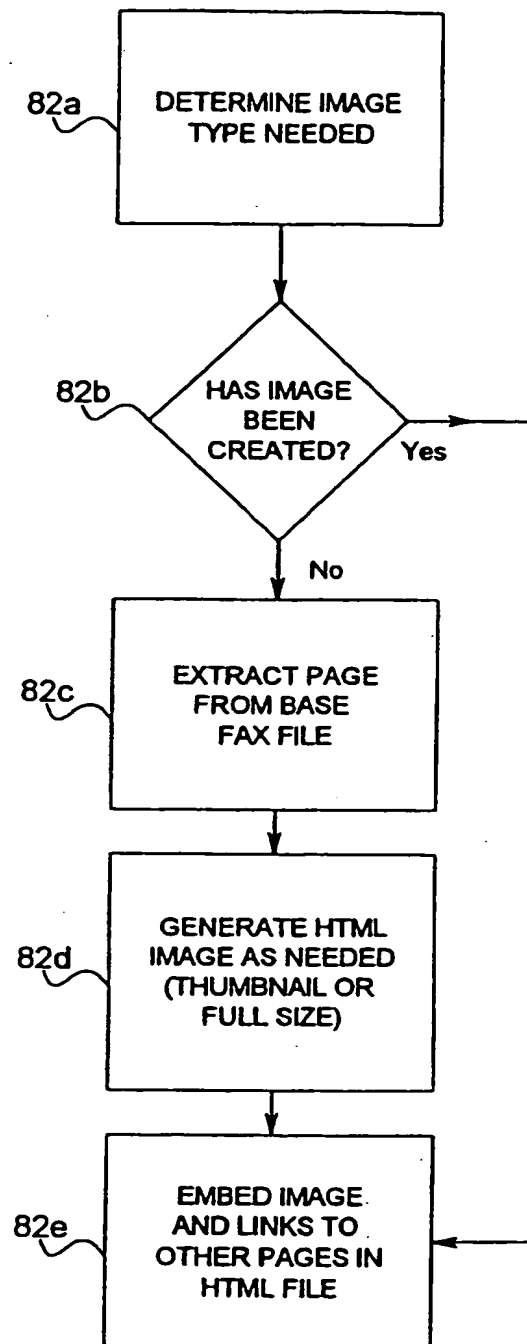 82a
DETERMINE IMAGE
TYPE NEEDED
82b
HAS IMAGE
BEEN
CREATED?
Yes
No
82c
EXTRACT PAGE
FROM BASE
FAX FILE
82d
GENERATE HTML
IMAGE AS NEEDED
(THUMBNAIL OR
FULL SIZE)
82e
EMBED IMAGE
AND LINKS TO
OTHER PAGES IN
HTML FILE